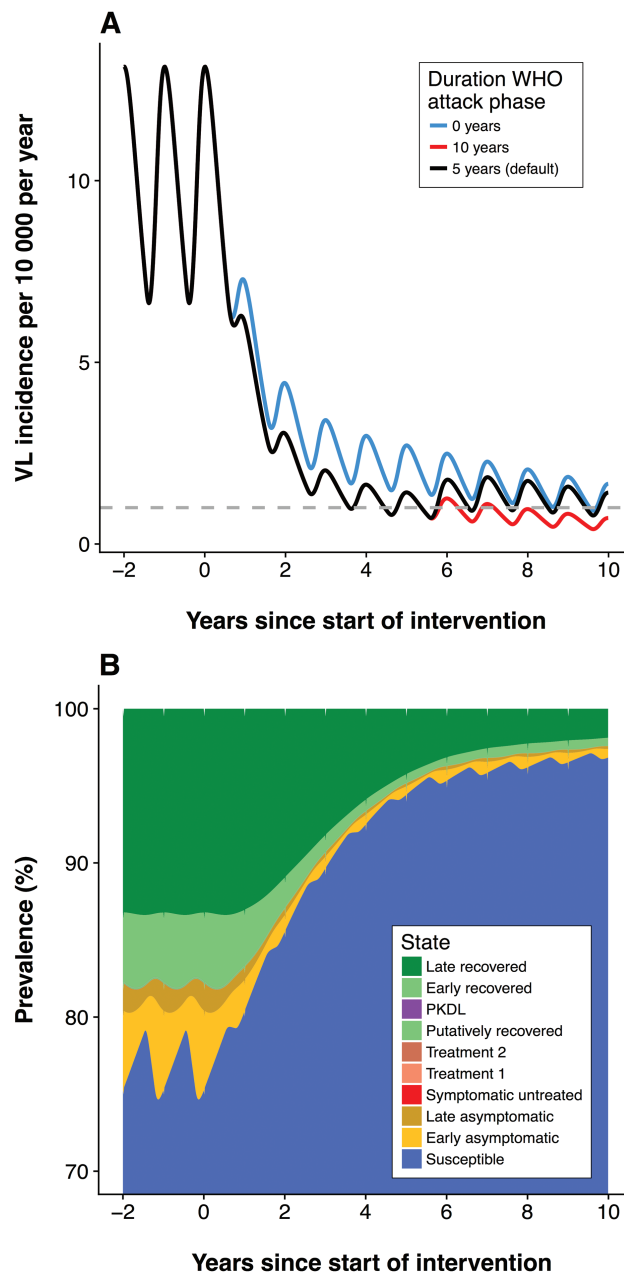 A
VL incidence per 10 000 per year
10
5
0
Duration WHO
attack phase
0 years
10 years
5 years (default)
−2 0 2 4 6 8 10
Years since start of intervention
B
Prevalence (%)
100
90
80
70
State
Late recovered
Early recovered
PKDL
Putatively recovered
Treatment 2
Treatment 1
Symptomatic untreated
Late asymptomatic
Early asymptomatic
Susceptible
−2 0 2 4 6 8 10
Years since start of intervention